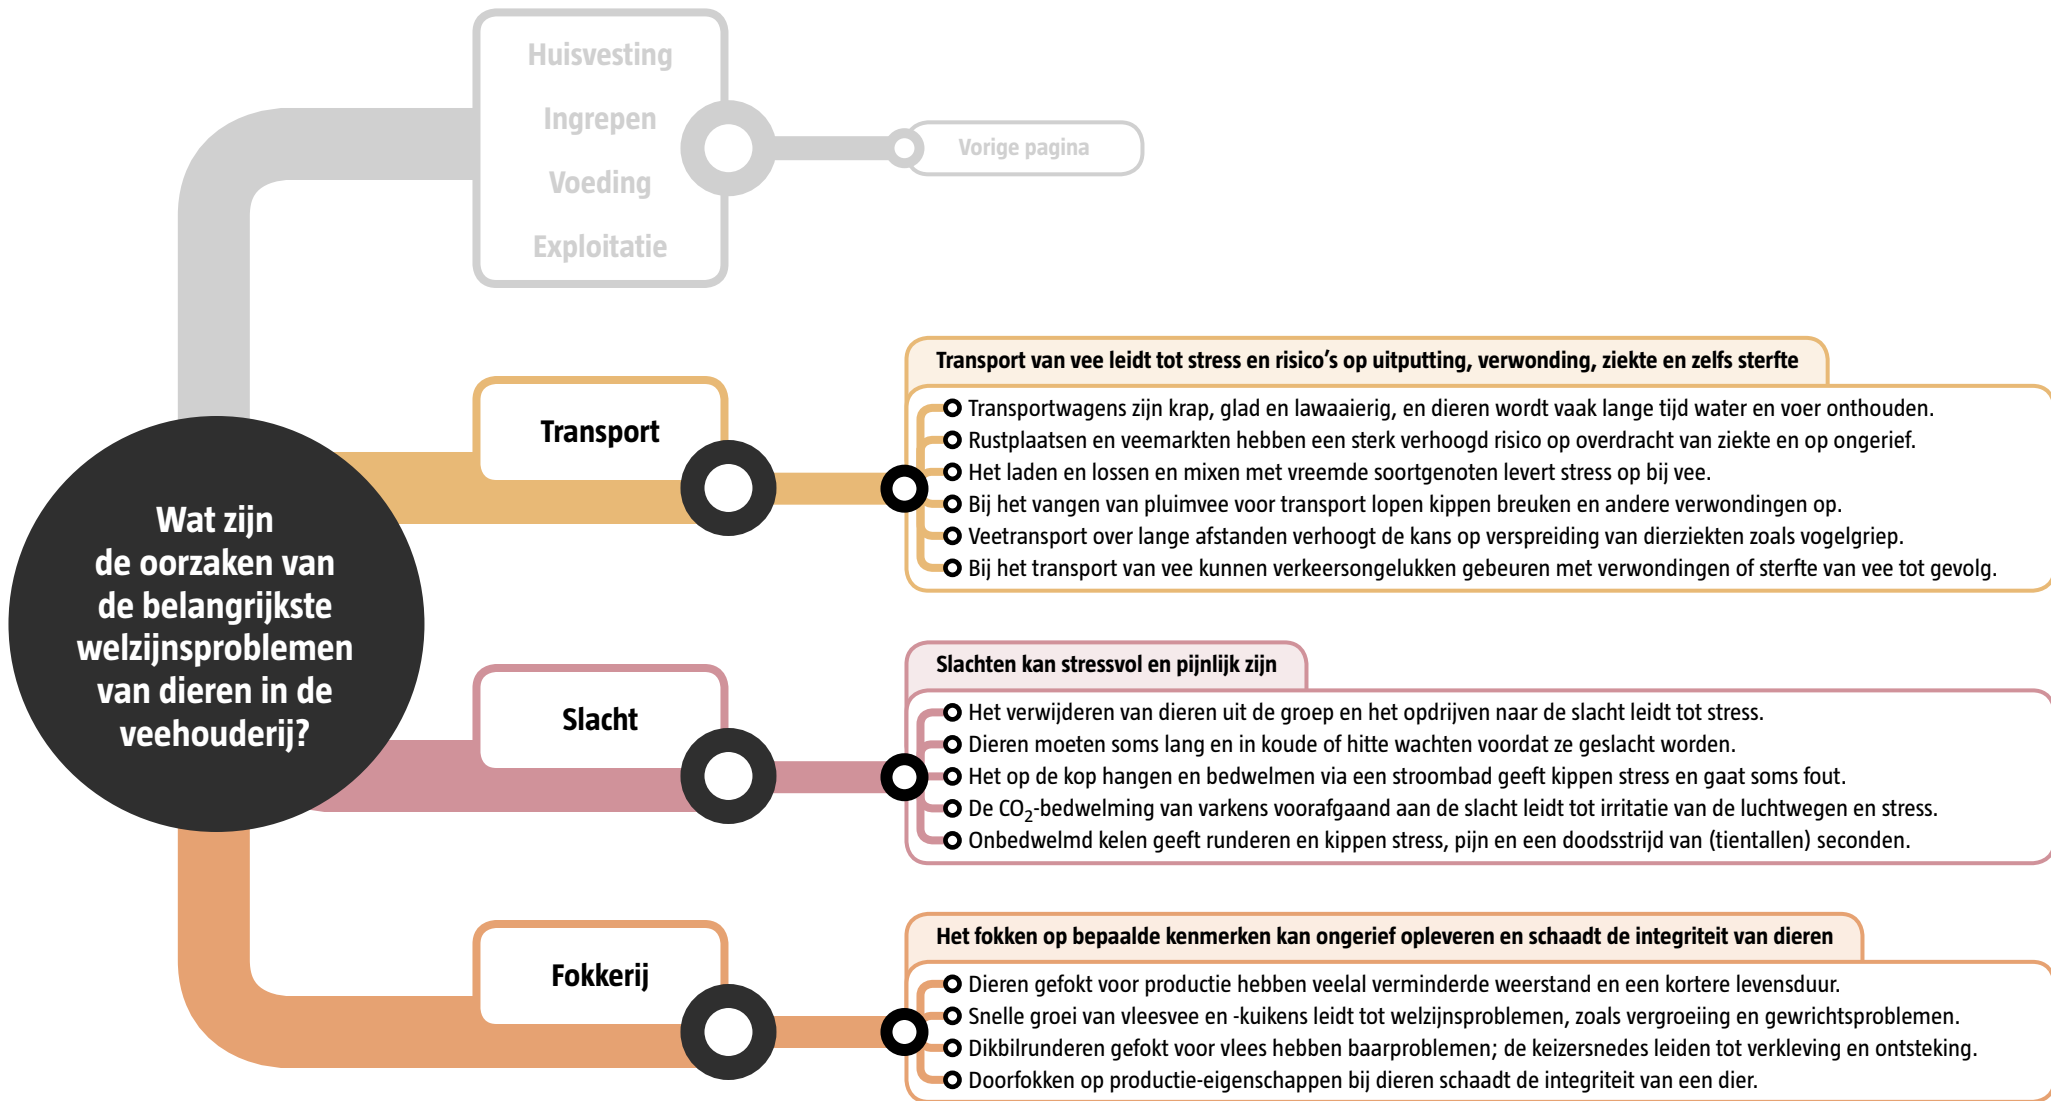 Huisvesting
Ingrepen
Voeding
Exploitatie
Vorige pagina
Wat zijn
de oorzaken van
de belangrijkste
welzijnsproblemen
van dieren in de
veehouderij?
Transport
Transport van vee leidt tot stress en risico's op uitputting, verwonding, ziekte en zelfs sterfte
Transportwagens zijn krap, glad en lawaaierig, en dieren wordt vaak lange tijd water en voer onthouden.
Rustplaatsen en veemarkten hebben een sterk verhoogd risico op overdracht van ziekte en op ongerief.
Het laden en lossen en mixen met vreemde soortgenoten levert stress op bij vee.
Bij het vangen van pluimvee voor transport lopen kippen breuken en andere verwondingen op.
Veetransport over lange afstanden verhoogt de kans op verspreiding van dierziekten zoals vogelgriep.
Bij het transport van vee kunnen verkeersongelukken gebeuren met verwondingen of sterfte van vee tot gevolg.
Slacht
Slachten kan stressvol en pijnlijk zijn
Het verwijderen van dieren uit de groep en het opdrijven naar de slacht leidt tot stress.
Dieren moeten soms lang en in koude of hitte wachten voordat ze geslacht worden.
Het op de kop hangen en bedwelmen via een stroombad geeft kippen stress en gaat soms fout.
De CO₂-bedwelming van varkens voorafgaand aan de slacht leidt tot irritatie van de luchtwegen en stress.
Onbedwelmd kelen geeft runderen en kippen stress, pijn en een doodsstrijd van (tientallen) seconden.
Fokkerij
Het fokken op bepaalde kenmerken kan ongerief opleveren en schaadt de integriteit van dieren
Dieren gefokt voor productie hebben veelal verminderde weerstand en een kortere levensduur.
Snelle groei van vleesvee en -kuikens leidt tot welzijnsproblemen, zoals vergroeiing en gewrichtsproblemen.
Dikbilrunderen gefokt voor vlees hebben baarproblemen; de keizersnedes leiden tot verkleving en ontsteking.
Doorfokken op productie-eigenschappen bij dieren schaadt de integriteit van een dier.